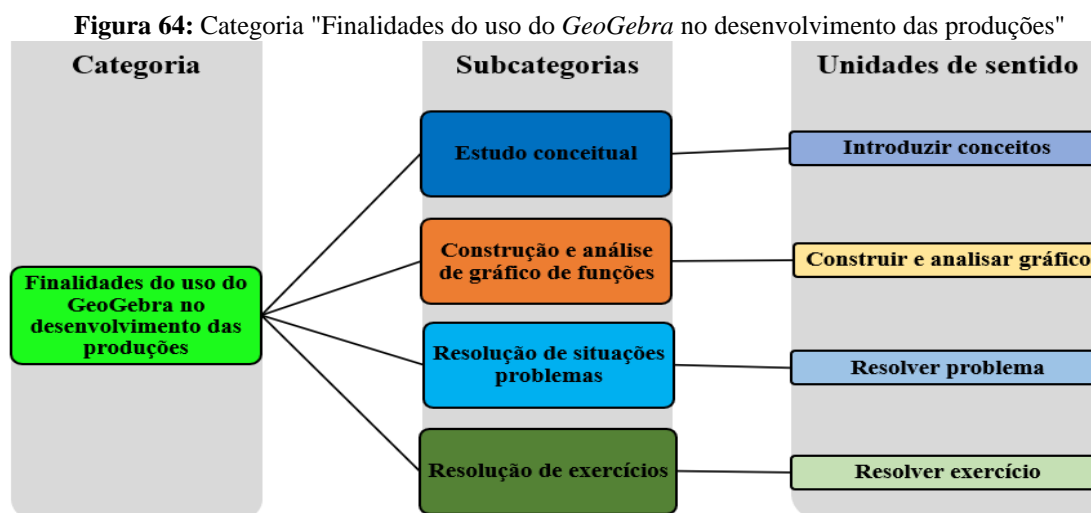 Figura 64: Categoria "Finalidades do uso do GeoGebra no desenvolvimento das produções"
Categoria
Subcategorias
Unidades de sentido
Finalidades do uso do
GeoGebra no
desenvolvimento das
produções
Estudo conceitual
Introduzir conceitos
Construção e análise
de gráfico de funções
Construir e analisar gráfico
Resolução de situações
problemas
Resolver problema
Resolução de exercícios
Resolver exercício